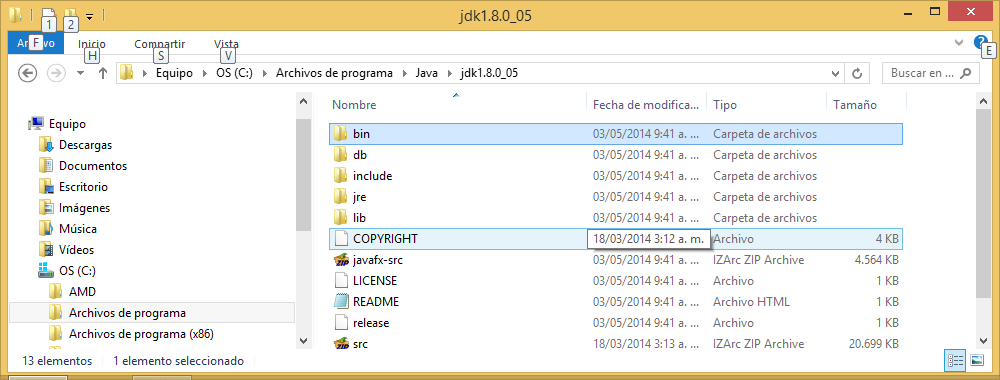 jdk1.8.0_05
1 2
F Inicio Compartir Vista
H S V E
Equipo OS (C:) Archivos de programa Java jdk1.8.0_05
Buscar en ...
Nombre Fecha de modifica... Tipo Tamaño
bin 03/05/2014 9:41 a. ... Carpeta de archivos
db 03/05/2014 9:41 a. ... Carpeta de archivos
include 03/05/2014 9:41 a. ... Carpeta de archivos
jre 03/05/2014 9:41 a. ... Carpeta de archivos
lib 03/05/2014 9:41 a. ... Carpeta de archivos
COPYRIGHT 18/03/2014 3:12 a. m. Archivo 4 KB
javafx-src 03/05/2014 9:41 a. ... IZArc ZIP Archive 4.564 KB
LICENSE 03/05/2014 9:41 a. ... Archivo 1 KB
README 03/05/2014 9:41 a. ... Archivo HTML 1 KB
release 03/05/2014 9:41 a. ... Archivo 1 KB
src 18/03/2014 3:13 a. ... IZArc ZIP Archive 20.699 KB
Equipo
Descargas
Documentos
Escritorio
Imágenes
Música
Vídeos
OS (C:)
AMD
Archivos de programa
Archivos de programa (x86)
13 elementos 1 elemento seleccionado